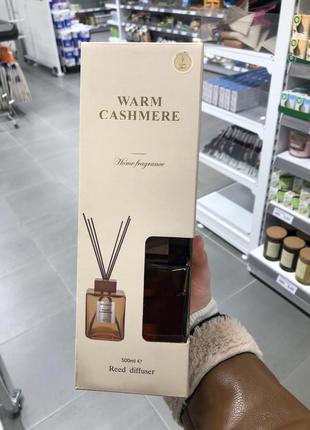 WARM
CASHMERE
Home fragrance
500ml ℮
Reed diffuser